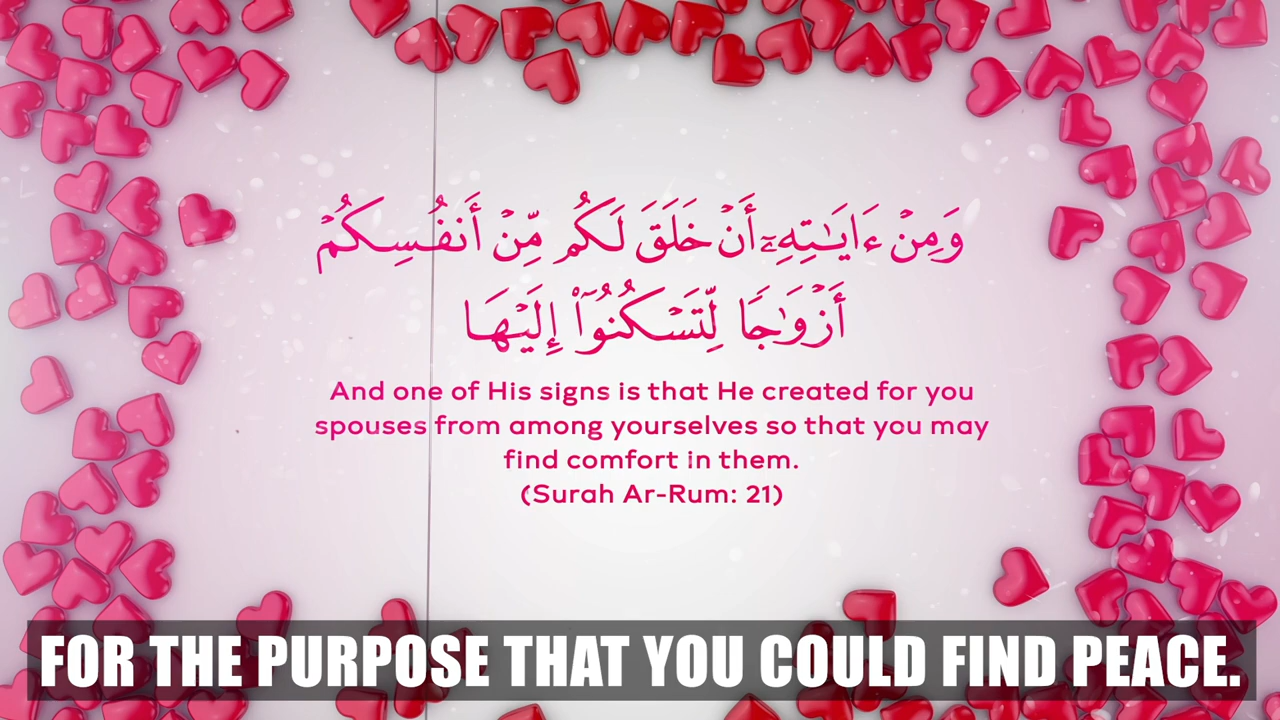 وَمِنْ ءَايَـٰتِهِۦٓ أَنْ خَلَقَ لَكُم مِّنْ أَنفُسِكُمْ
أَزْوَٰجًا لِّتَسْكُنُوٓا۟ إِلَيْهَا
And one of His signs is that He created for you
spouses from among yourselves so that you may
find comfort in them.
(Surah Ar-Rum: 21)
FOR THE PURPOSE THAT YOU COULD FIND PEACE.